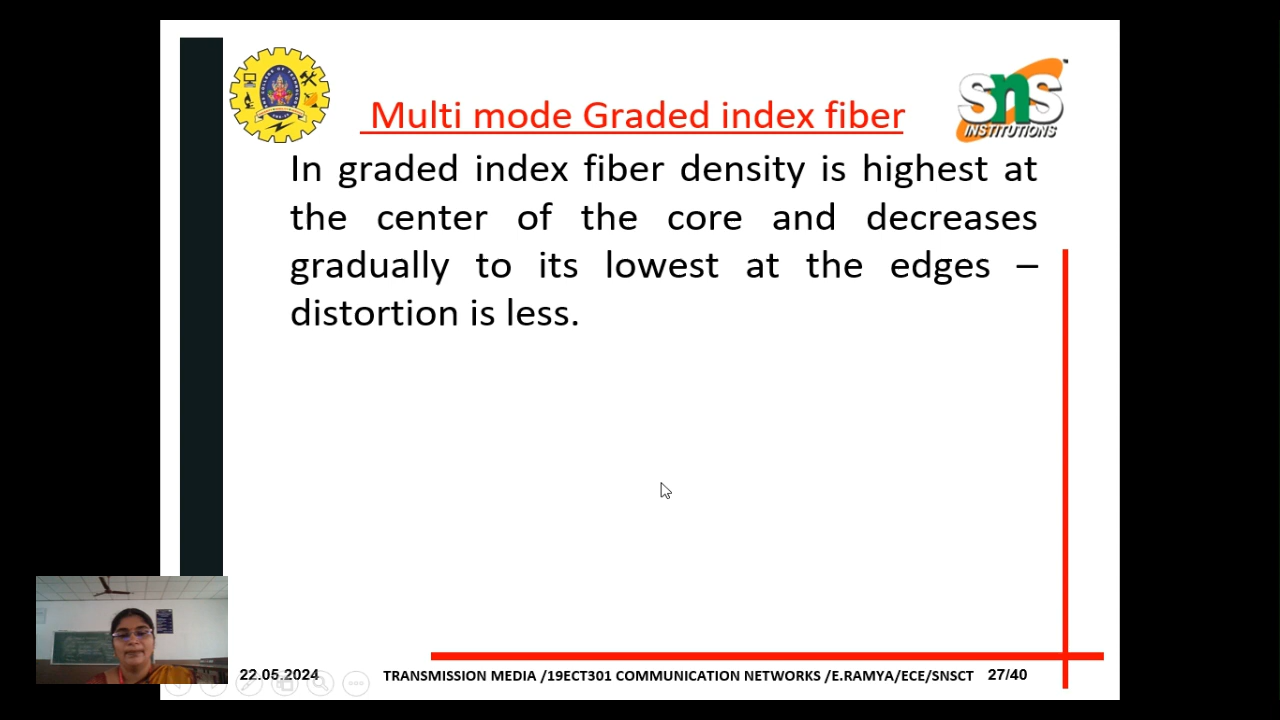 Multi mode Graded index fiber
sns
INSTITUTIONS
In graded index fiber density is highest at
the center of the core and decreases
gradually to its lowest at the edges –
distortion is less.
22.05.2024
TRANSMISSION MEDIA /19ECT301 COMMUNICATION NETWORKS /E.RAMYA/ECE/SNSCT
27/40